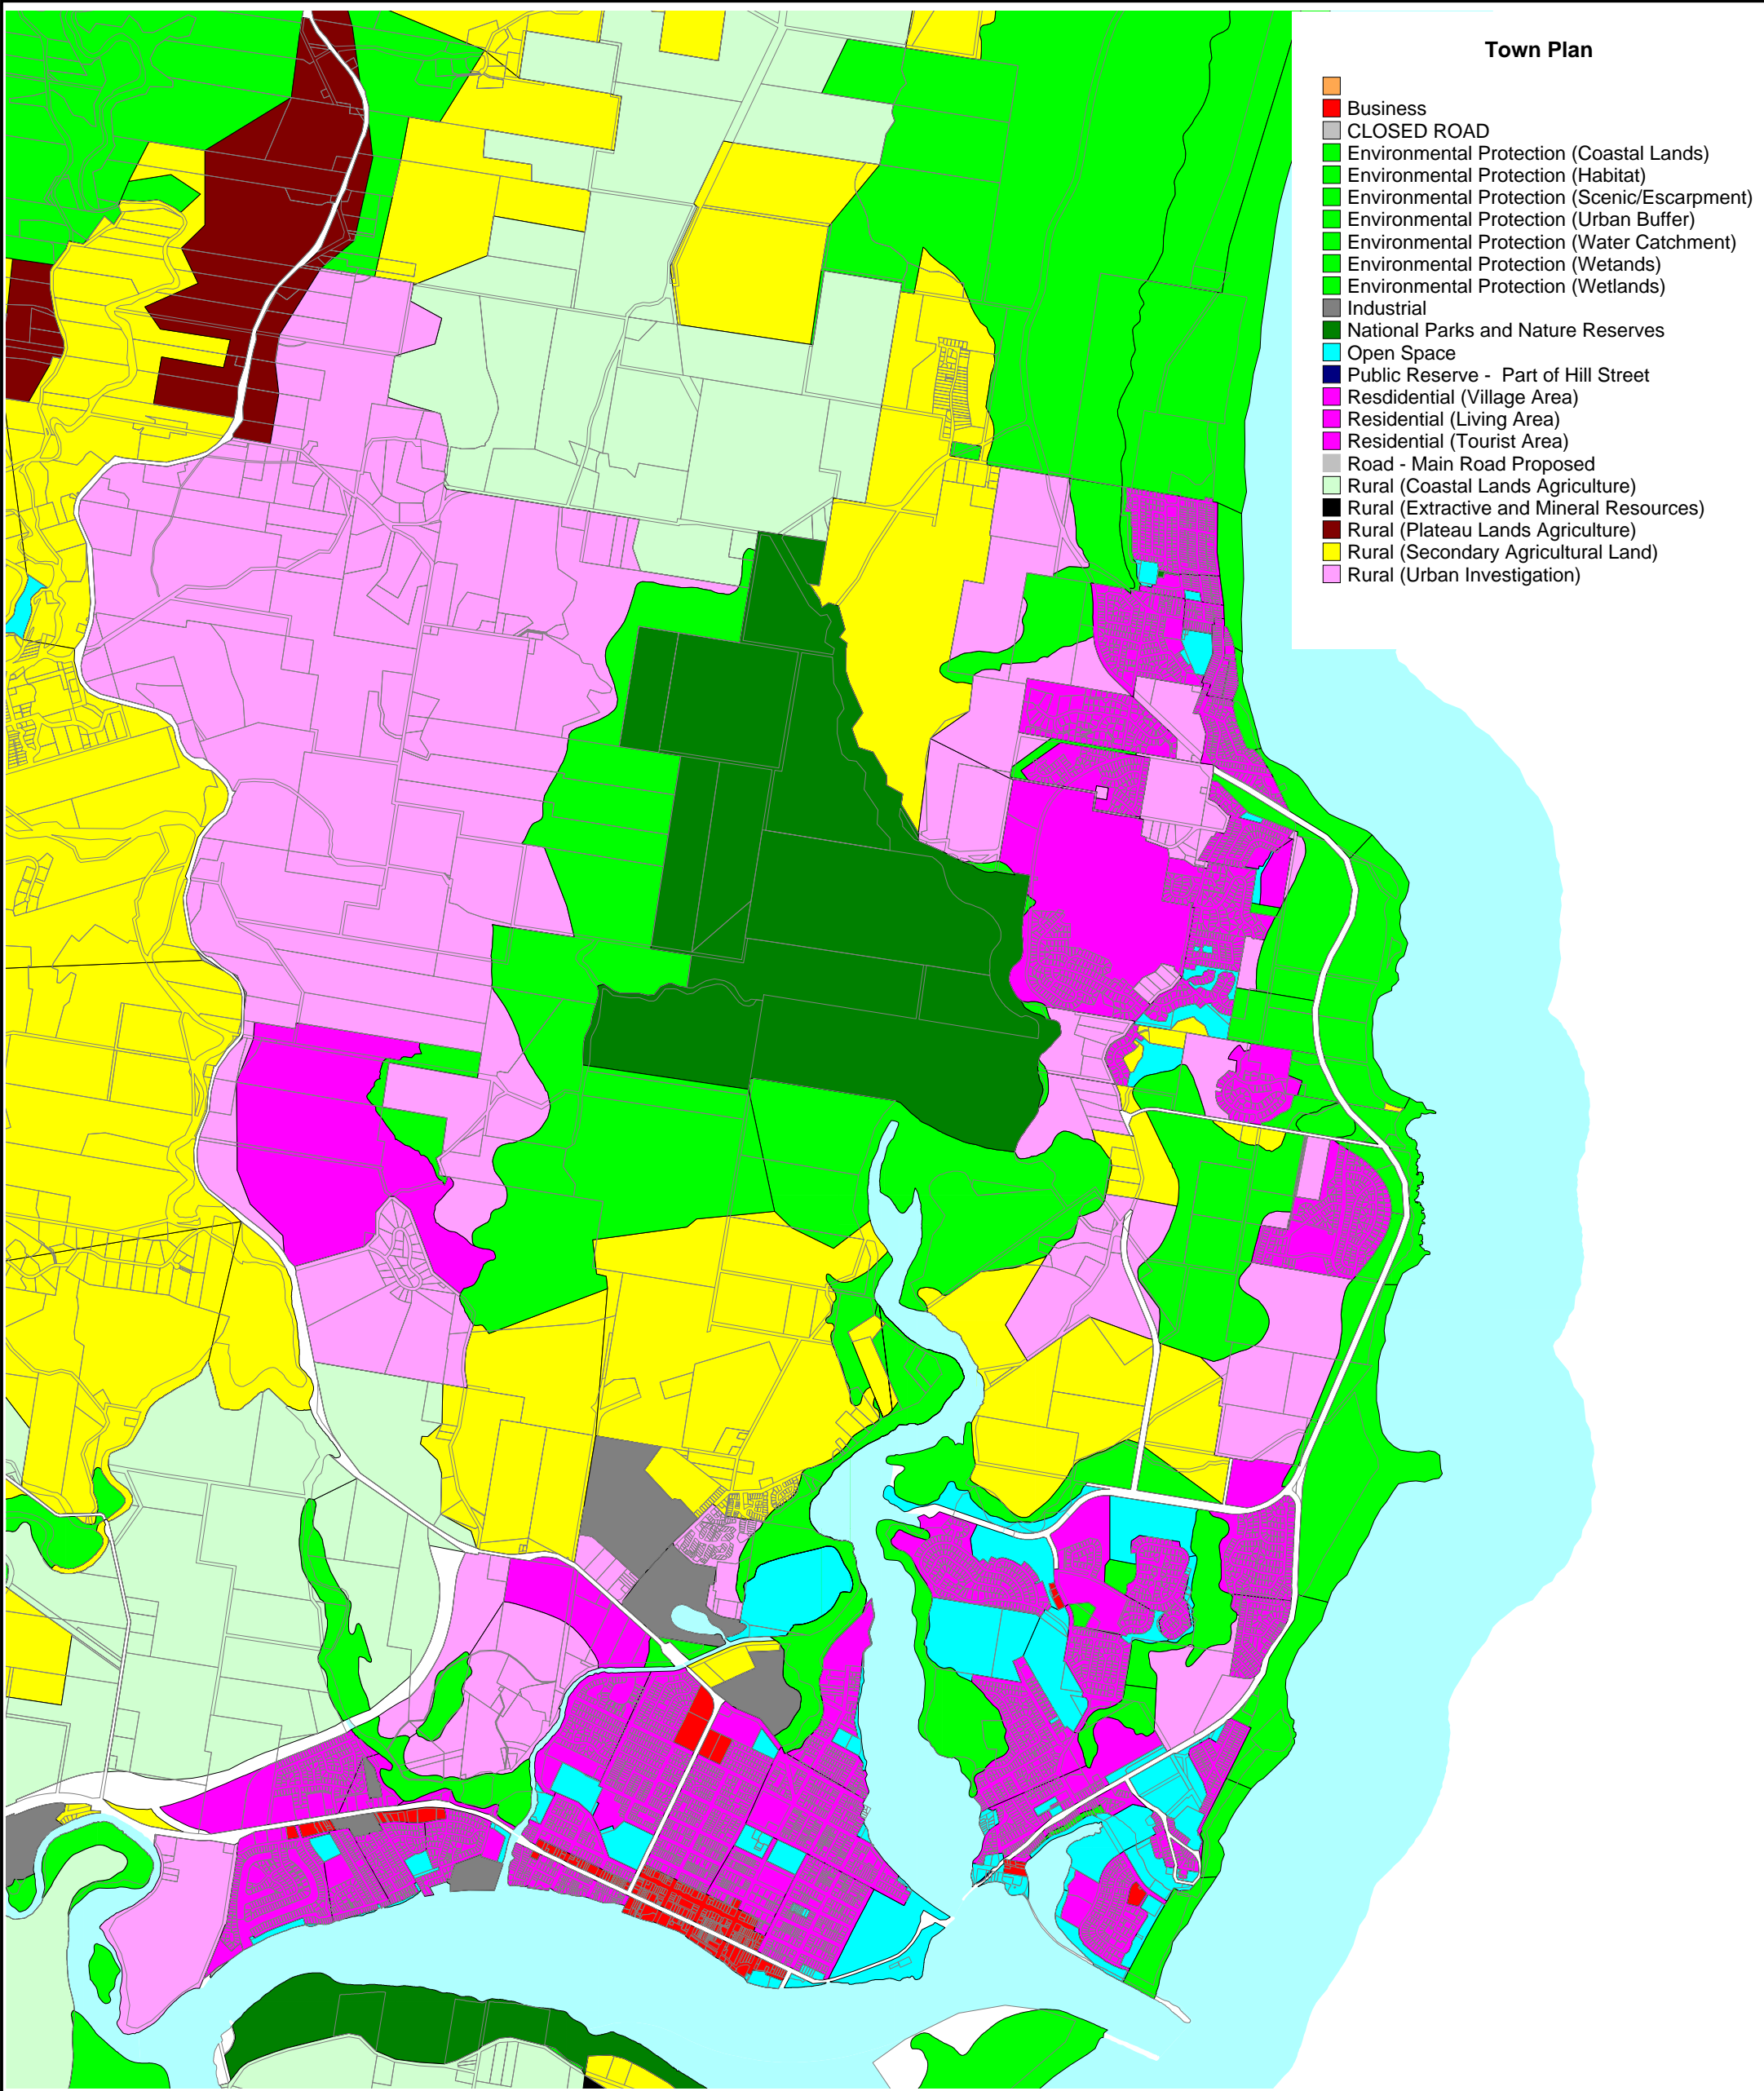 Town Plan
Business
CLOSED ROAD
Environmental Protection (Coastal Lands)
Environmental Protection (Habitat)
Environmental Protection (Scenic/Escarpment)
Environmental Protection (Urban Buffer)
Environmental Protection (Water Catchment)
Environmental Protection (Wetands)
Environmental Protection (Wetlands)
Industrial
National Parks and Nature Reserves
Open Space
Public Reserve -  Part of Hill Street
Resdidential (Village Area)
Residential (Living Area)
Residential (Tourist Area)
Road - Main Road Proposed
Rural (Coastal Lands Agriculture)
Rural (Extractive and Mineral Resources)
Rural (Plateau Lands Agriculture)
Rural (Secondary Agricultural Land)
Rural (Urban Investigation)